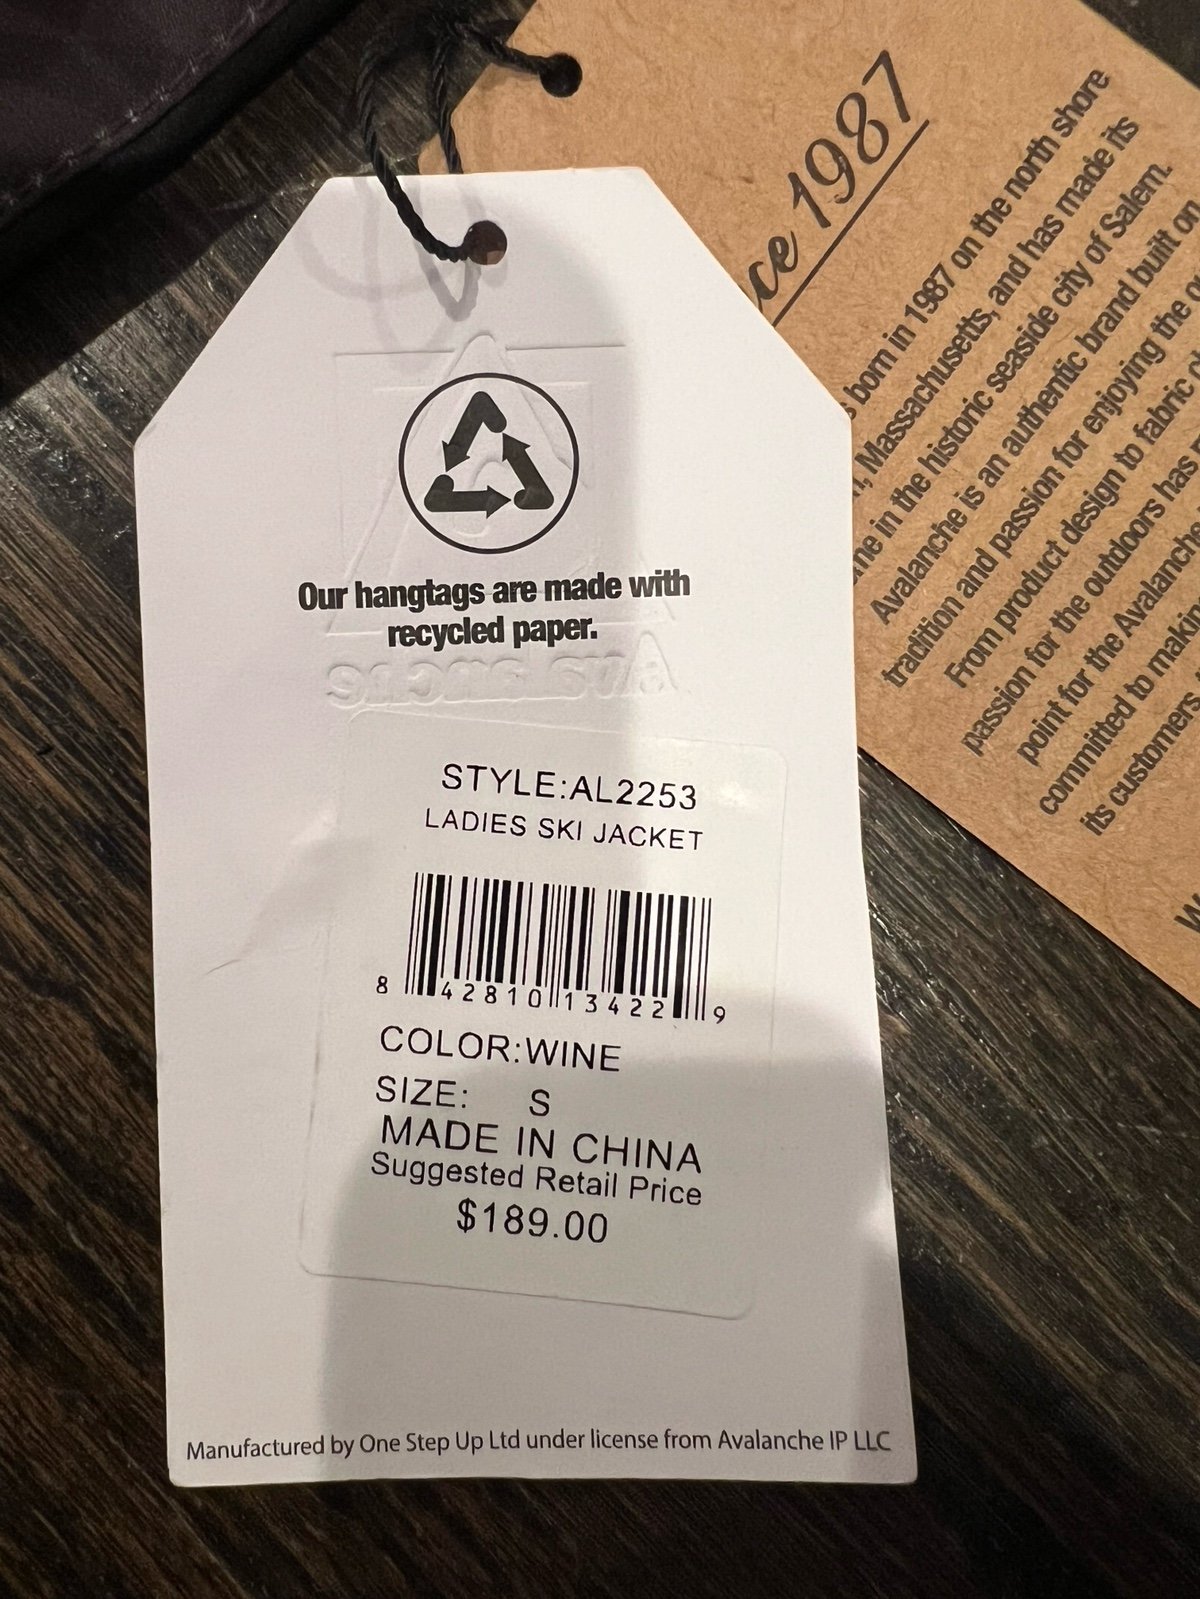 Our hangtags are made with
recycled paper.
Avalanche
STYLE:AL2253
LADIES SKI JACKET
8 42810 13422 9
COLOR:WINE
SIZE: S
MADE IN CHINA
Suggested Retail Price
$189.00
Manufactured by One Step Up Ltd under license from Avalanche IP LLC
1987
born in 1987 on the north shore
Massachusetts, and has made its
in the historic seaside city of Salem.
Avalanche is an authentic brand built on
tradition and passion for enjoying the
From product design to fabric
passion for the outdoors has
point for the Avalanche
committed to
its customers